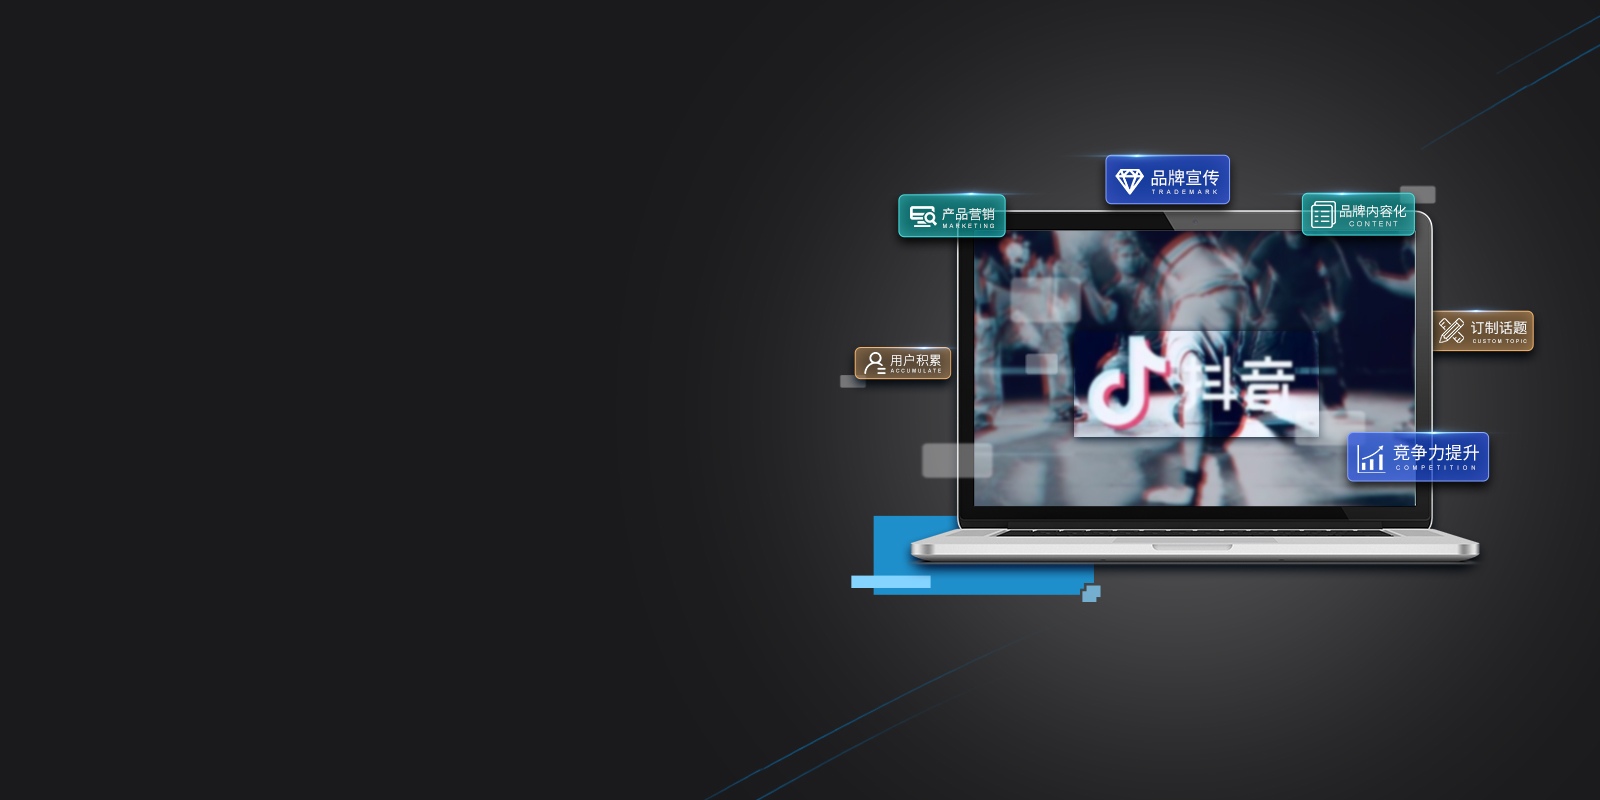 品牌宣传
TRADEMARK
产品营销
MARKETING
品牌内容化
CONTENT
订制话题
CUSTOM TOPIC
用户积累
ACCUMULATE
抖音
竞争力提升
COMPETITION